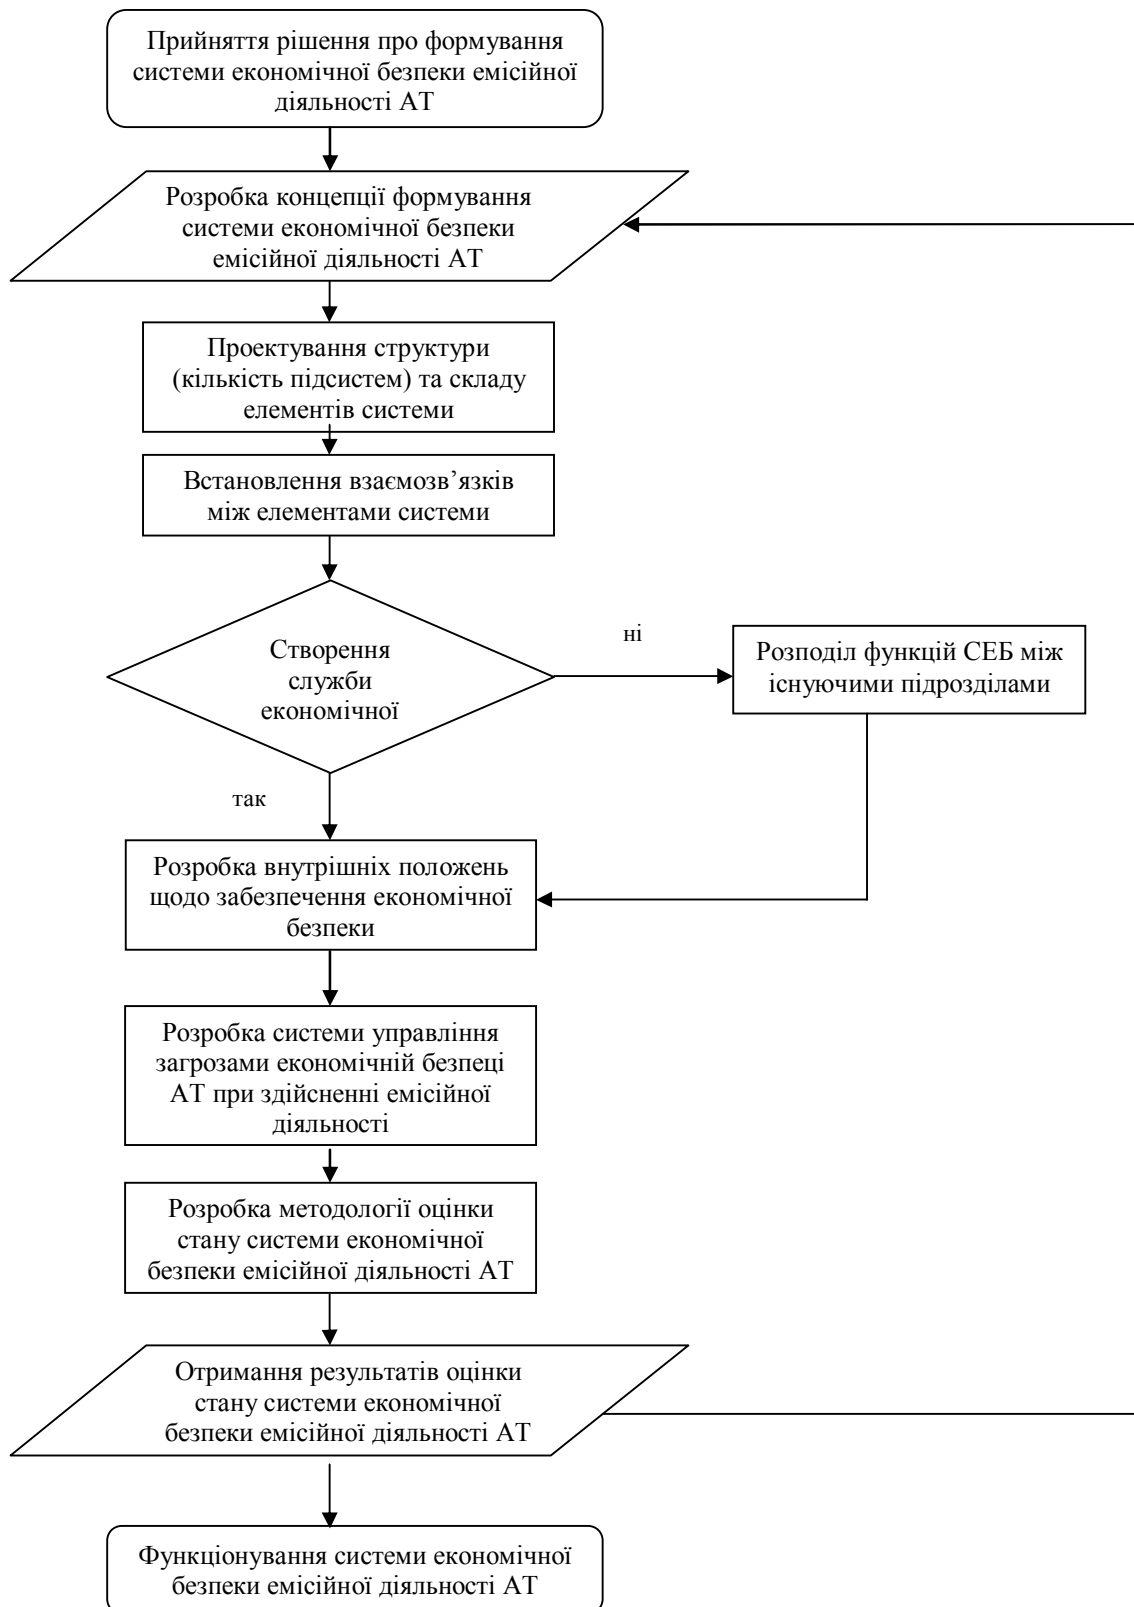 Прийняття рішення про формування
системи економічної безпеки емісійної
діяльності АТ
Розробка концепції формування
системи економічної безпеки
емісійної діяльності АТ
Проектування структури
(кількість підсистем) та складу
елементів системи
Встановлення взаємозв’язків
між елементами системи
Створення
служби
економічної
ні
Розподіл функцій СЕБ між
існуючими підрозділами
так
Розробка внутрішніх положень
щодо забезпечення економічної
безпеки
Розробка системи управління
загрозами економічній безпеці
АТ при здійсненні емісійної
діяльності
Розробка методології оцінки
стану системи економічної
безпеки емісійної діяльності АТ
Отримання результатів оцінки
стану системи економічної
безпеки емісійної діяльності АТ
Функціонування системи економічної
безпеки емісійної діяльності АТ